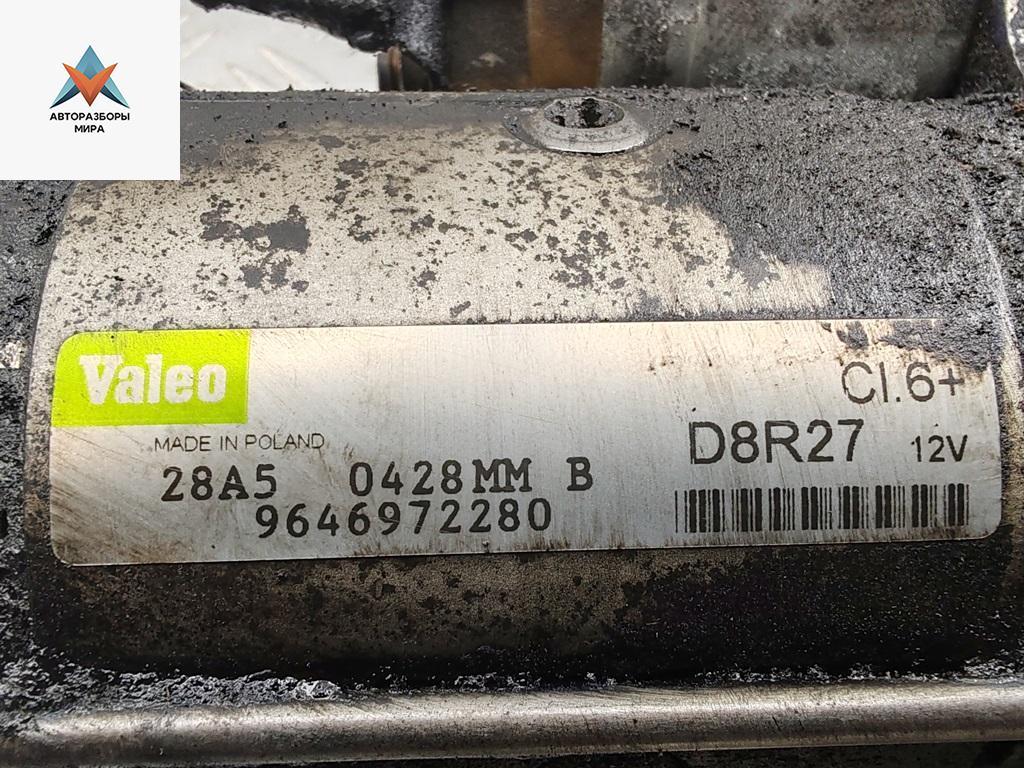 АВТОРАЗБОРЫ
МИРА
Valeo
Cl.6+
MADE IN POLAND
D8R27 12V
28A5 0428MM B
9646972280